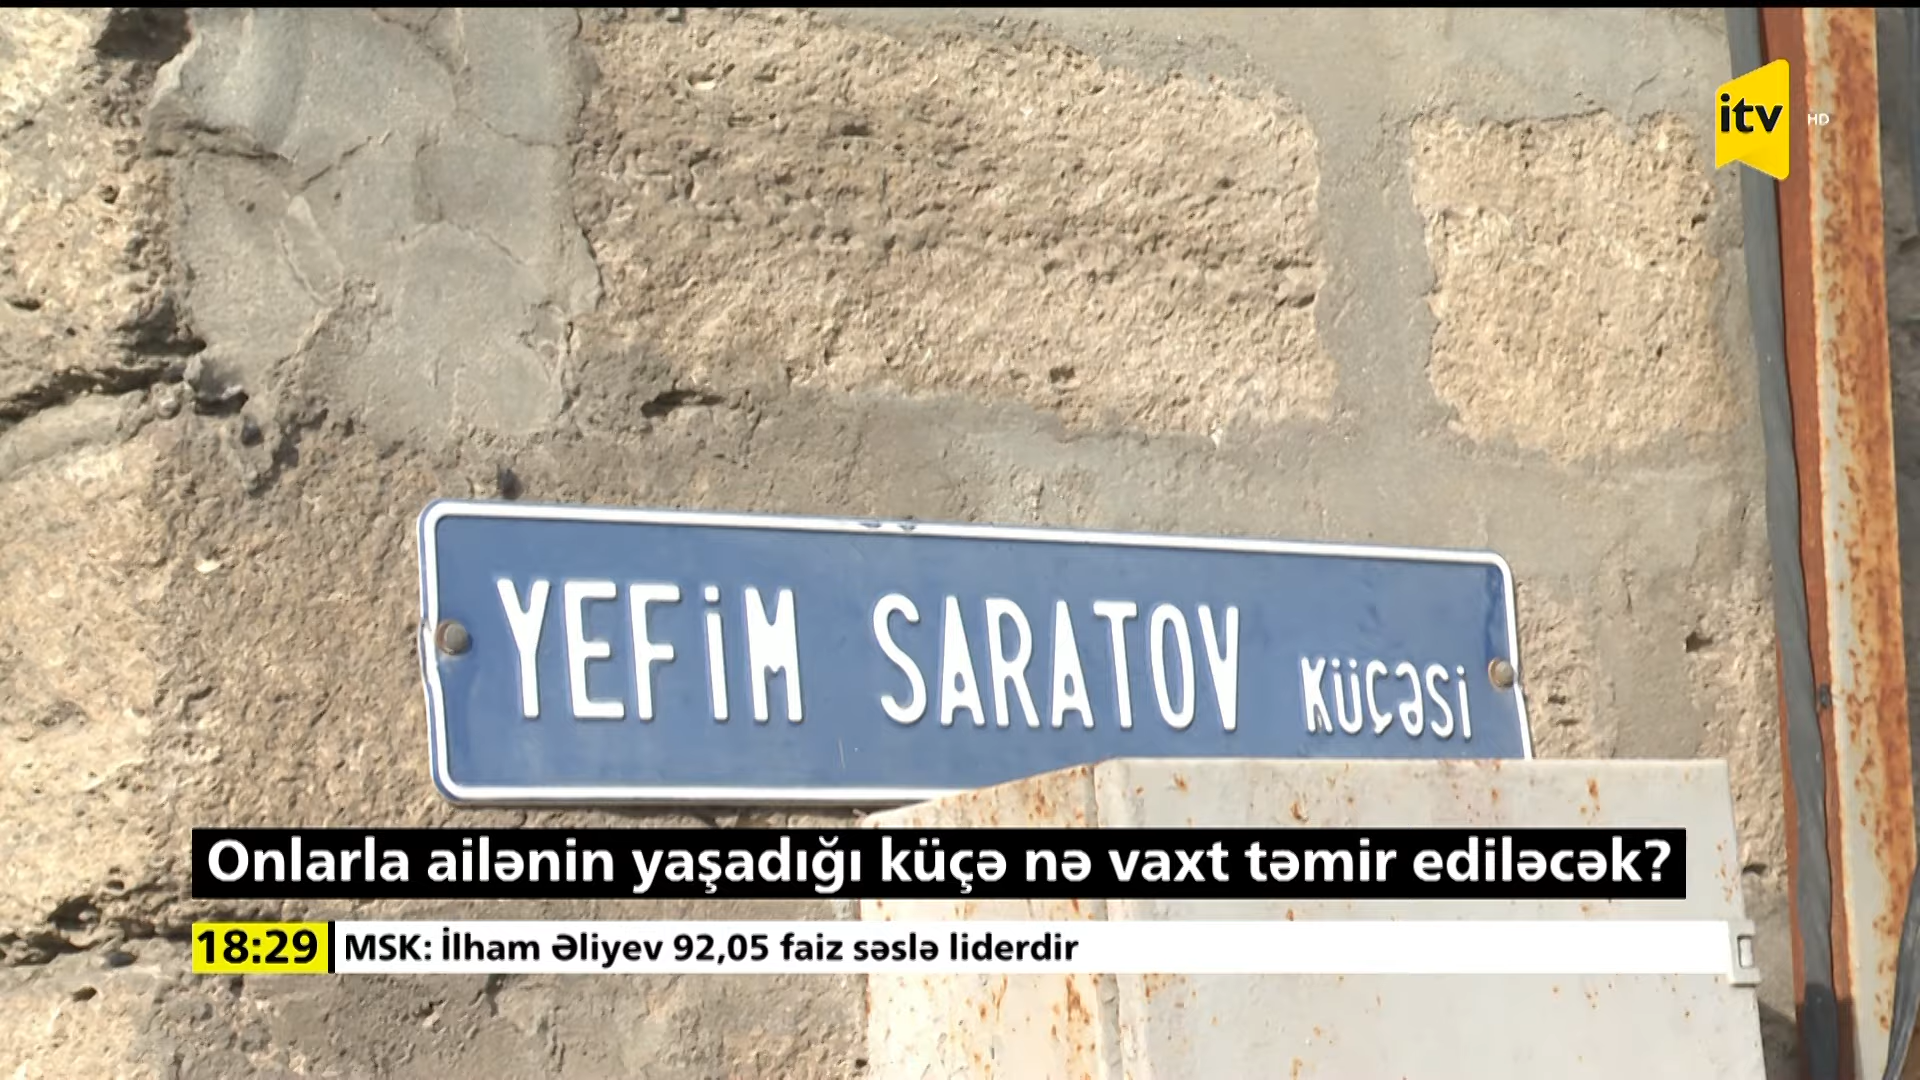 itv HD
YEFİM SARATOV KÜÇƏSİ
Onlarla ailənin yaşadığı küçə nə vaxt təmir ediləcək?
18:29 MSK: İlham Əliyev 92,05 faiz səslə liderdir